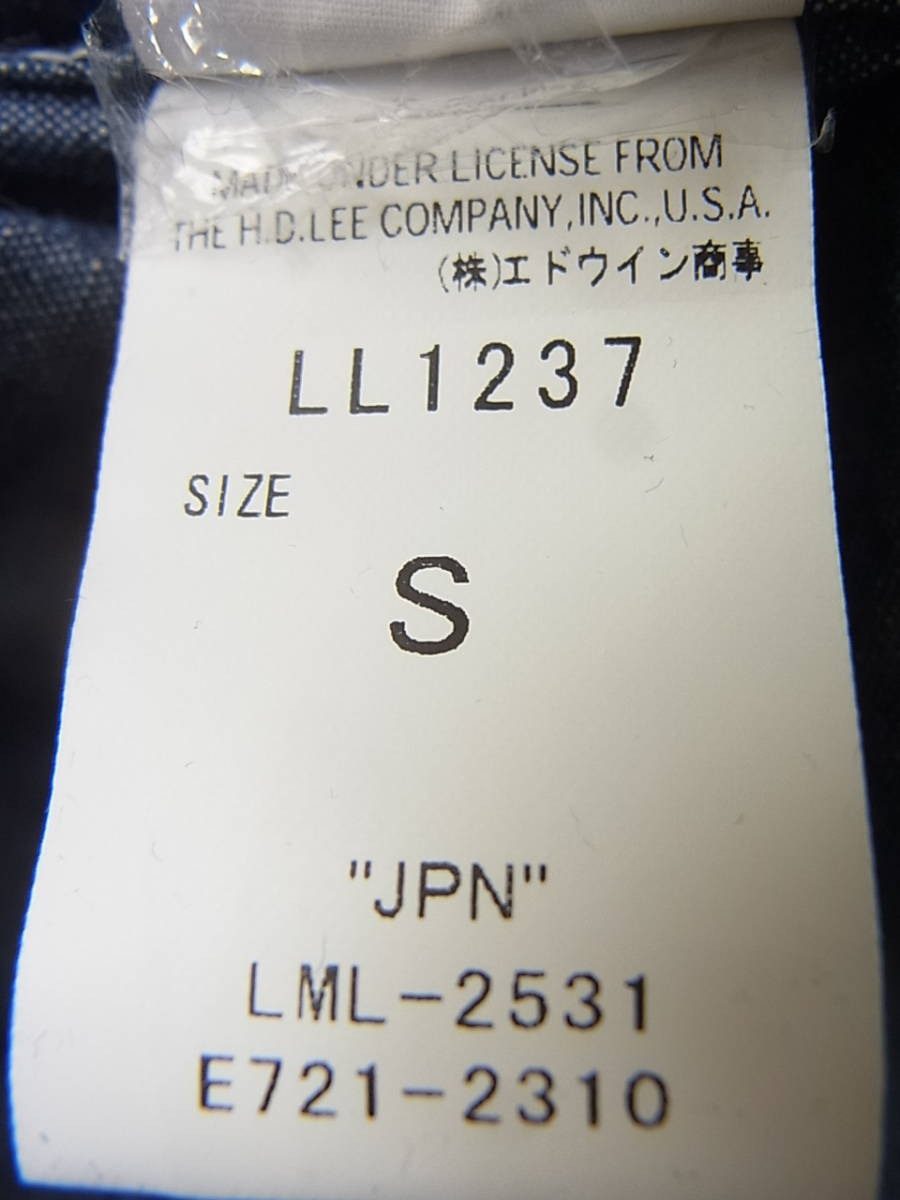 MADE UNDER LICENSE FROM
THE H.D.LEE COMPANY,INC.,U.S.A.
(株)エドウイン商事
LL1237
SIZE
S
"JPN"
LML-2531
E721-2310